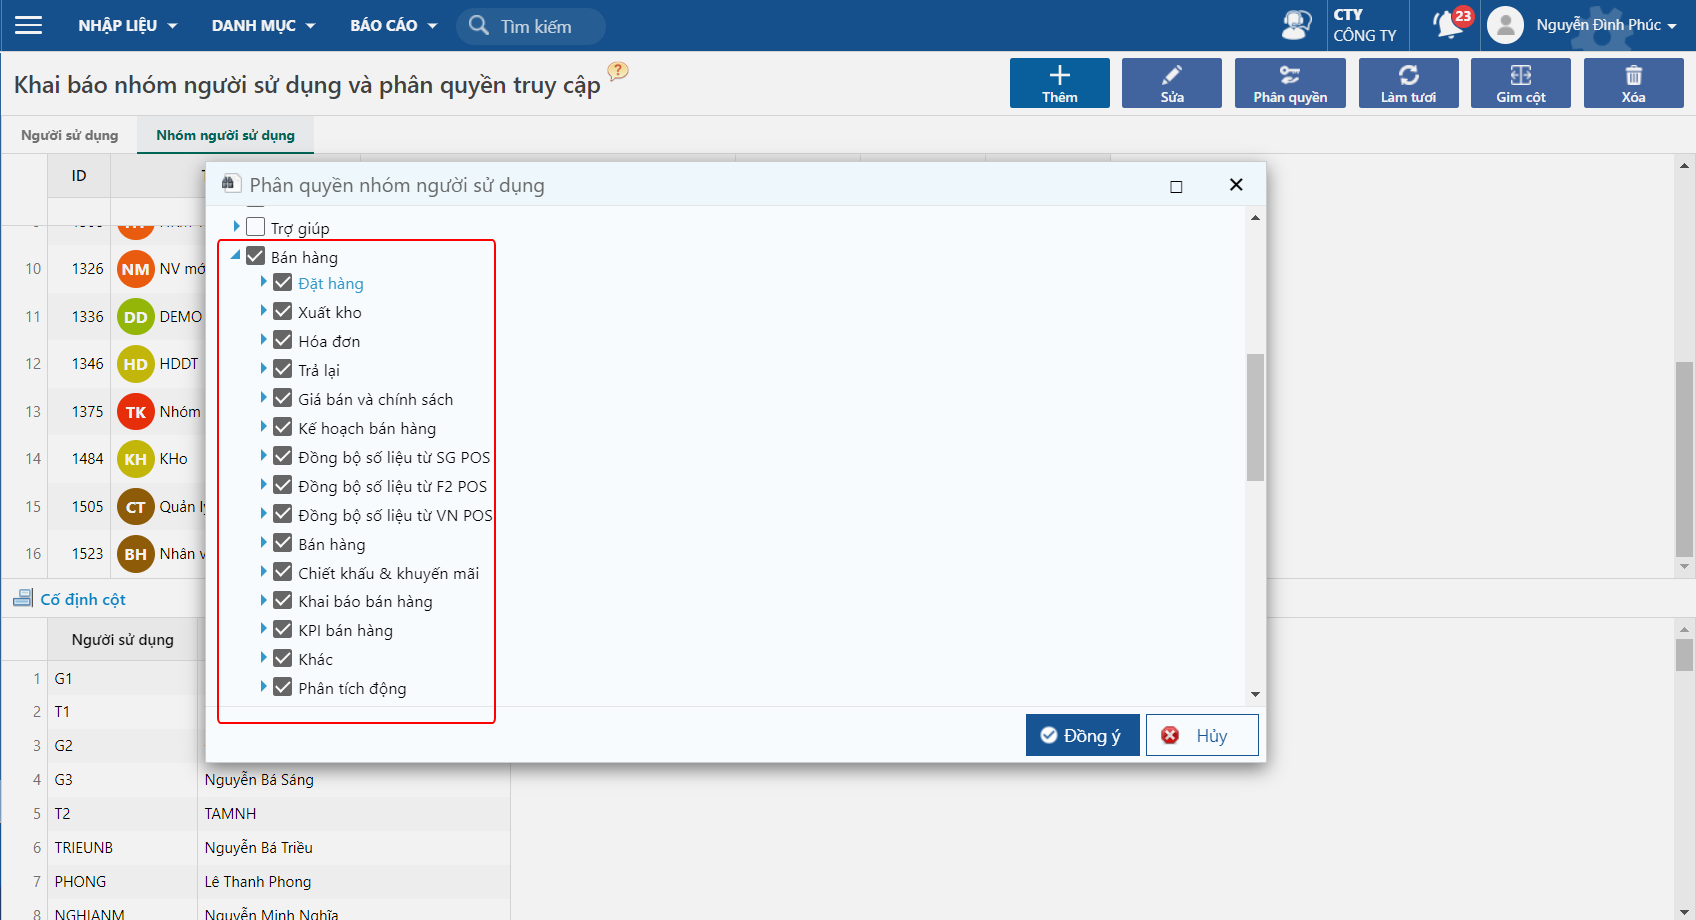 NHẬP LIỆU
DANH MỤC
BÁO CÁO
Tìm kiếm
CTY
CÔNG TY
23
Nguyễn Đình Phúc
Khai báo nhóm người sử dụng và phân quyền truy cập
?
Thêm
Sửa
Phân quyền
Làm tươi
Gim cột
Xóa
Người sử dụng
Nhóm người sử dụng
ID
10 1326 NM NV mớ
11 1336 DD DEMO
12 1346 HD HDDT
13 1375 TK Nhóm
14 1484 KH KHo
15 1505 CT Quản l
16 1523 BH Nhân v
Phân quyền nhóm người sử dụng
Trợ giúp
Bán hàng
Đặt hàng
Xuất kho
Hóa đơn
Trả lại
Giá bán và chính sách
Kế hoạch bán hàng
Đồng bộ số liệu từ SG POS
Đồng bộ số liệu từ F2 POS
Đồng bộ số liệu từ VN POS
Bán hàng
Chiết khấu & khuyến mãi
Khai báo bán hàng
KPI bán hàng
Khác
Phân tích động
Đồng ý
Hủy
Cố định cột
Người sử dụng
1 G1
2 T1
3 G2
4 G3 Nguyễn Bá Sáng
5 T2 TAMNH
6 TRIEUNB Nguyễn Bá Triều
7 PHONG Lê Thanh Phong
8 NGHIANM Nguyễn Minh Nghĩa